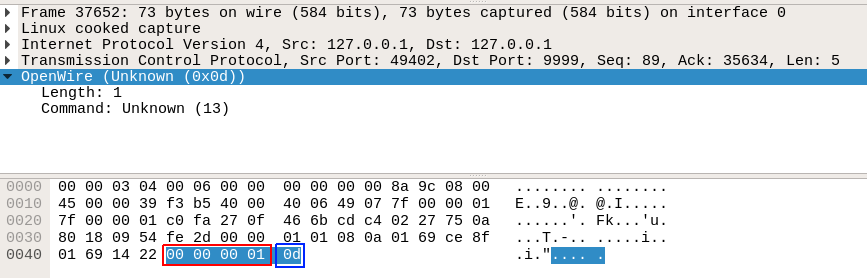 Frame 37652: 73 bytes on wire (584 bits), 73 bytes captured (584 bits) on interface 0
Linux cooked capture
Internet Protocol Version 4, Src: 127.0.0.1, Dst: 127.0.0.1
Transmission Control Protocol, Src Port: 49402, Dst Port: 9999, Seq: 89, Ack: 35634, Len: 5
OpenWire (Unknown (0x0d))
Length: 1
Command: Unknown (13)
0000 00 00 03 04 00 06 00 00 00 00 00 00 8a 9c 08 00 ........ ........
0010 45 00 00 39 f3 b5 40 00 40 06 49 07 7f 00 00 01 E..9..@. @.I.....
0020 7f 00 00 01 c0 fa 27 0f 46 6b cd c4 02 27 75 0a ......'. Fk...'u.
0030 80 18 09 54 fe 2d 00 00 01 01 08 0a 01 69 ce 8f ...T.-.. .....i..
0040 01 69 14 22 00 00 00 01 0d .i.".... .